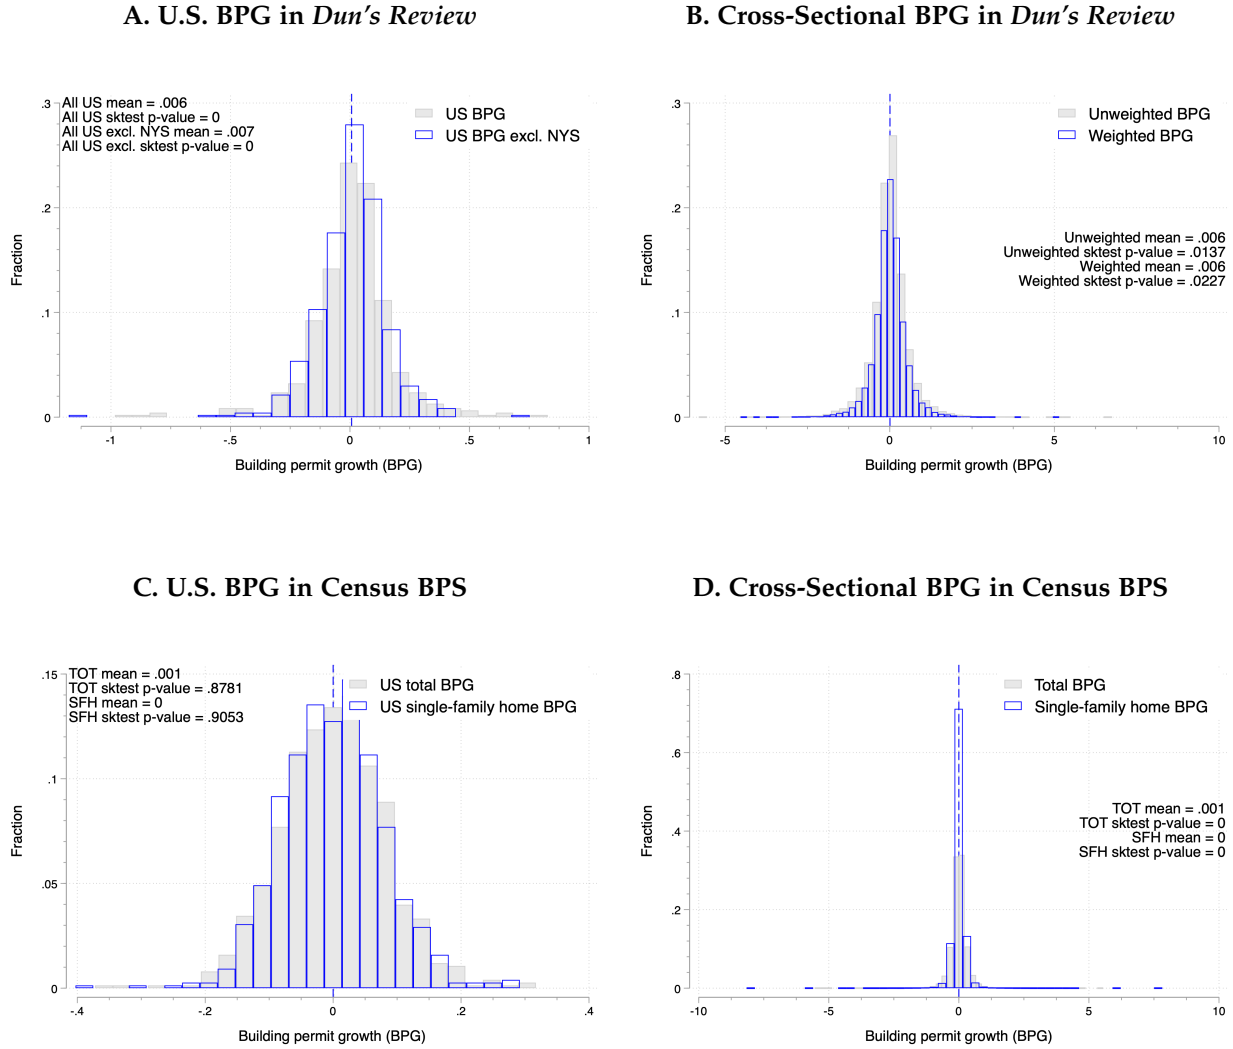 A. U.S. BPG in Dun's Review
All US mean = .006
All US sktest p-value = 0
All US excl. NYS mean = .007
All US excl. sktest p-value = 0
US BPG
US BPG excl. NYS
Fraction
.3
.2
.1
0
-1
-.5
0
.5
1
Building permit growth (BPG)
B. Cross-Sectional BPG in Dun's Review
Unweighted BPG
Weighted BPG
Unweighted mean = .006
Unweighted sktest p-value = .0137
Weighted mean = .006
Weighted sktest p-value = .0227
Fraction
.3
.2
.1
0
-5
0
5
10
Building permit growth (BPG)
C. U.S. BPG in Census BPS
TOT mean = .001
TOT sktest p-value = .8781
SFH mean = 0
SFH sktest p-value = .9053
US total BPG
US single-family home BPG
Fraction
.15
.1
.05
0
-.4
-.2
0
.2
.4
Building permit growth (BPG)
D. Cross-Sectional BPG in Census BPS
Total BPG
Single-family home BPG
TOT mean = .001
TOT sktest p-value = 0
SFH mean = 0
SFH sktest p-value = 0
Fraction
.8
.6
.4
.2
0
-10
-5
0
5
10
Building permit growth (BPG)